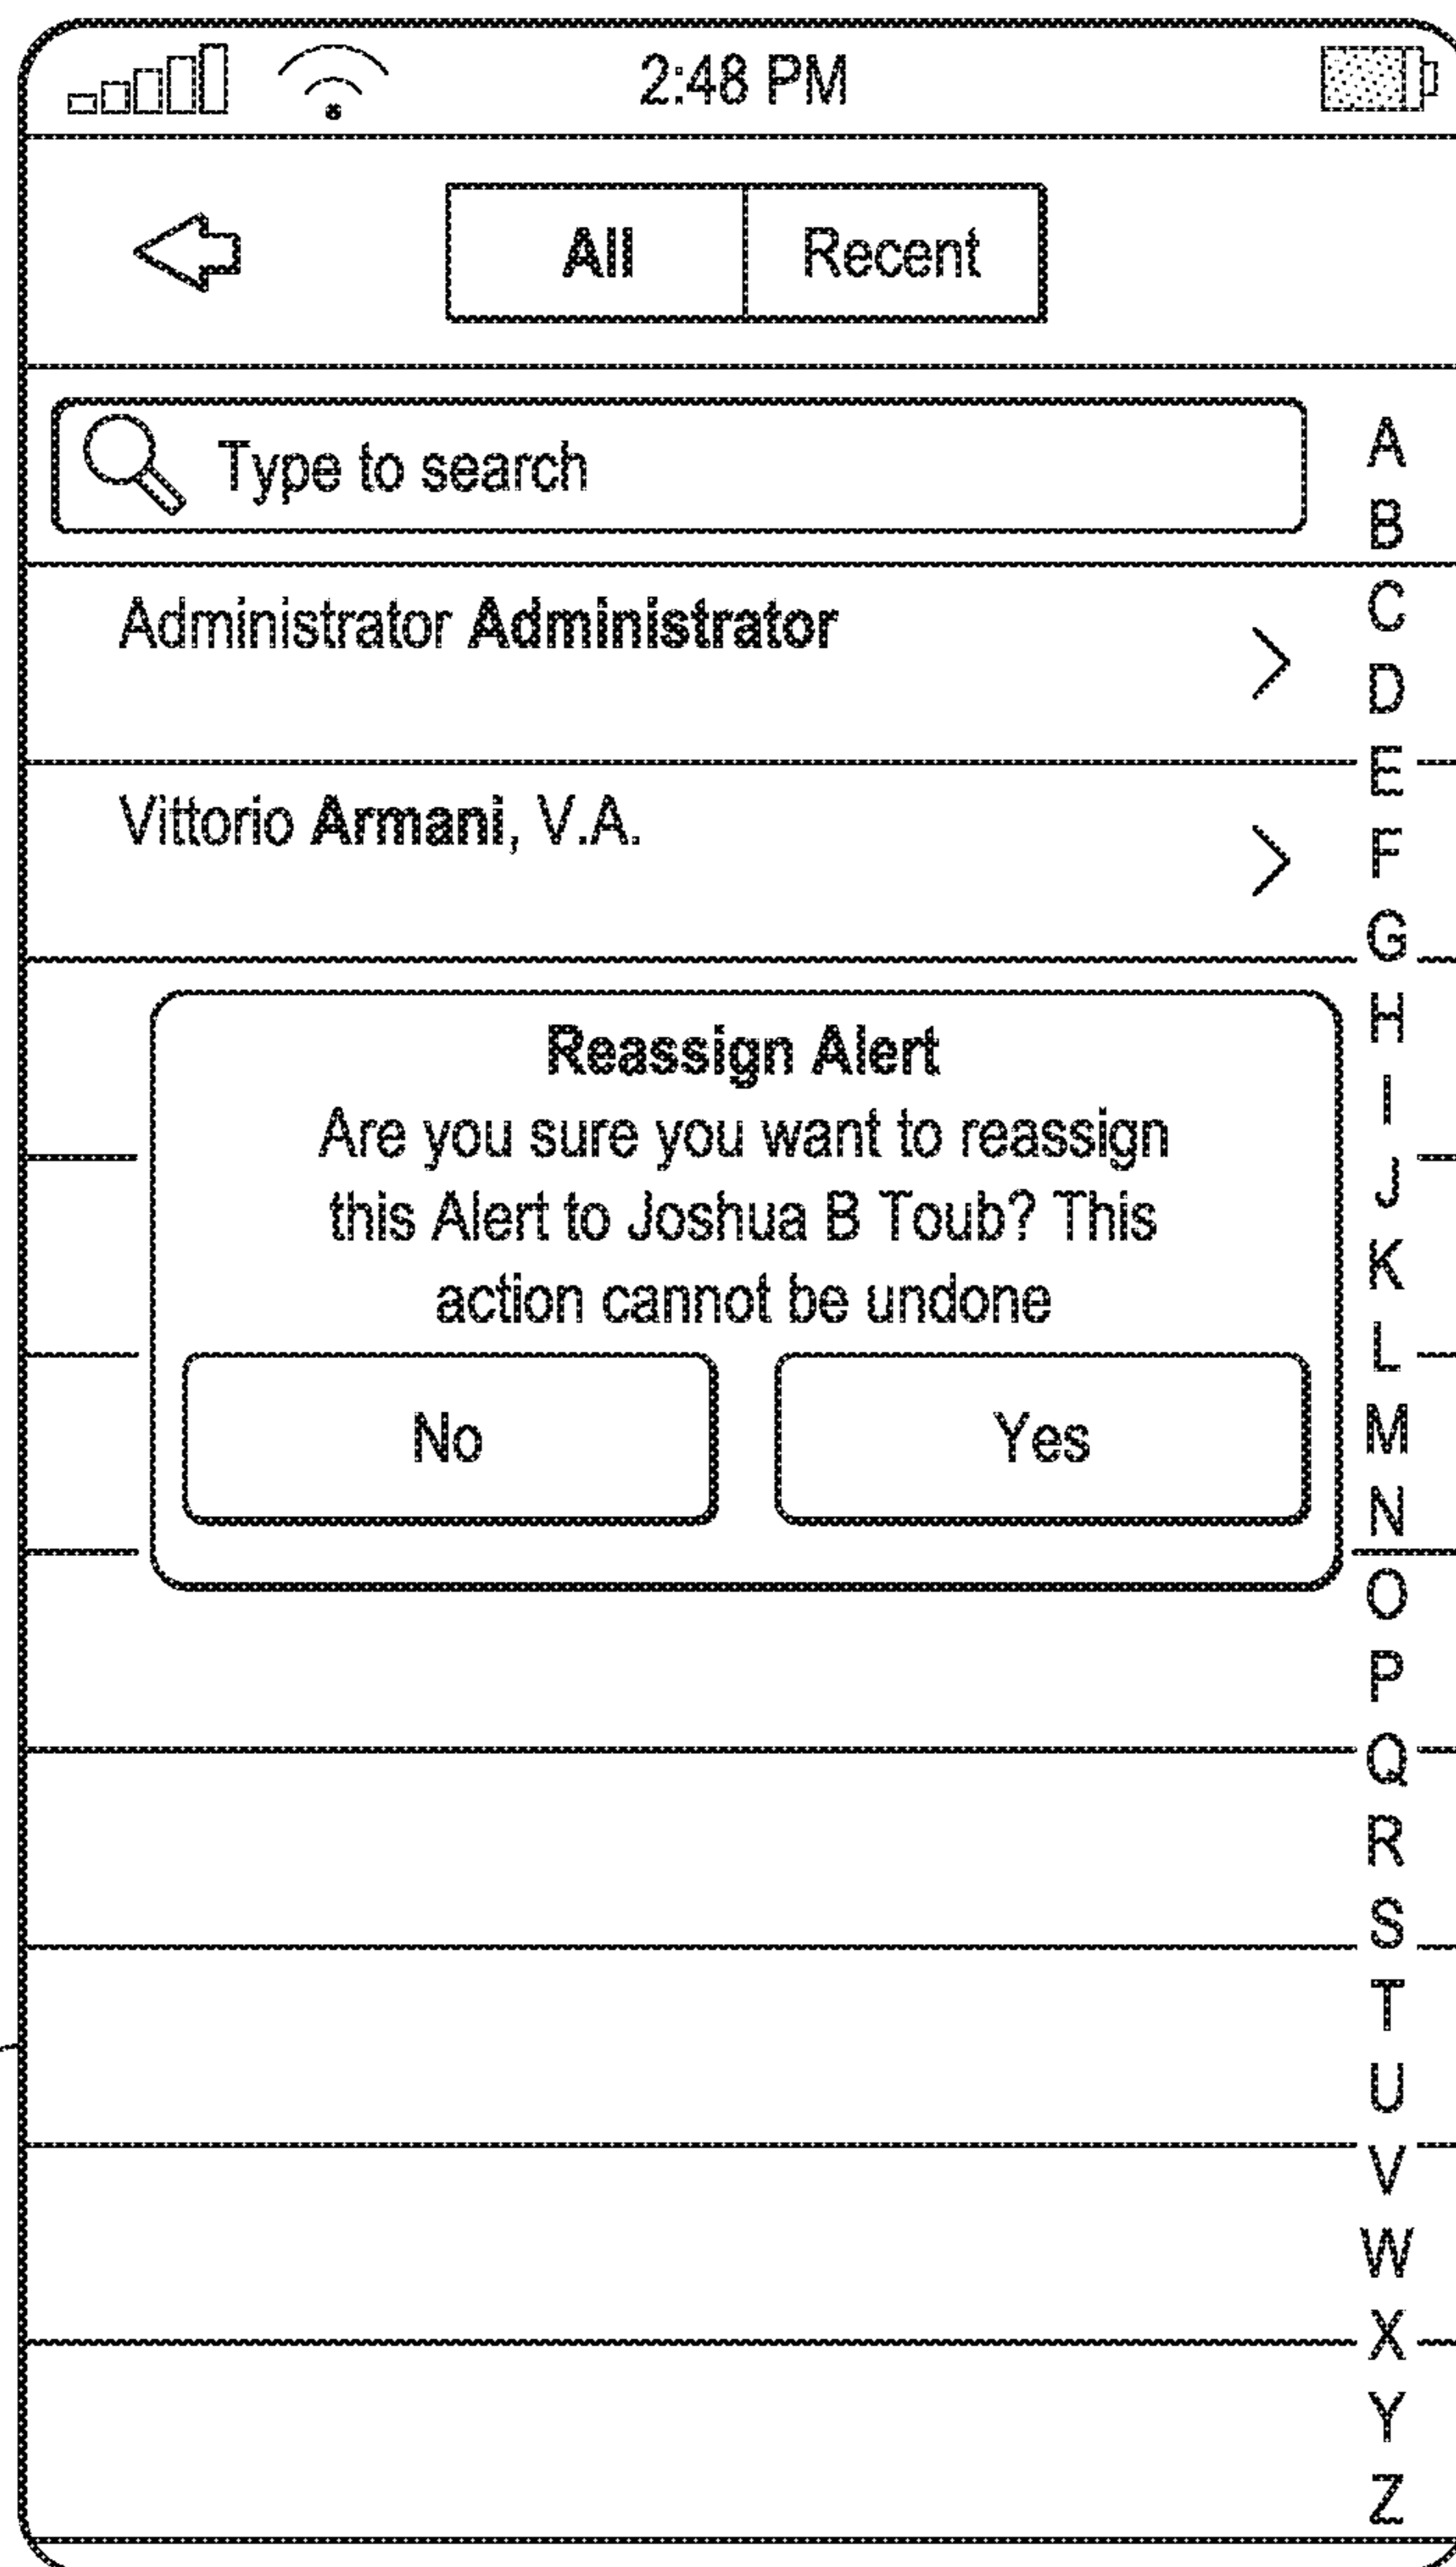 2:48 PM
All Recent
Type to search
Administrator Administrator
Vittorio Armani, V.A.
Reassign Alert
Are you sure you want to reassign
this Alert to Joshua B Toub? This
action cannot be undone
No Yes
A
B
C
D
E
F
G
H
I
J
K
L
M
N
O
P
Q
R
S
T
U
V
W
X
Y
Z